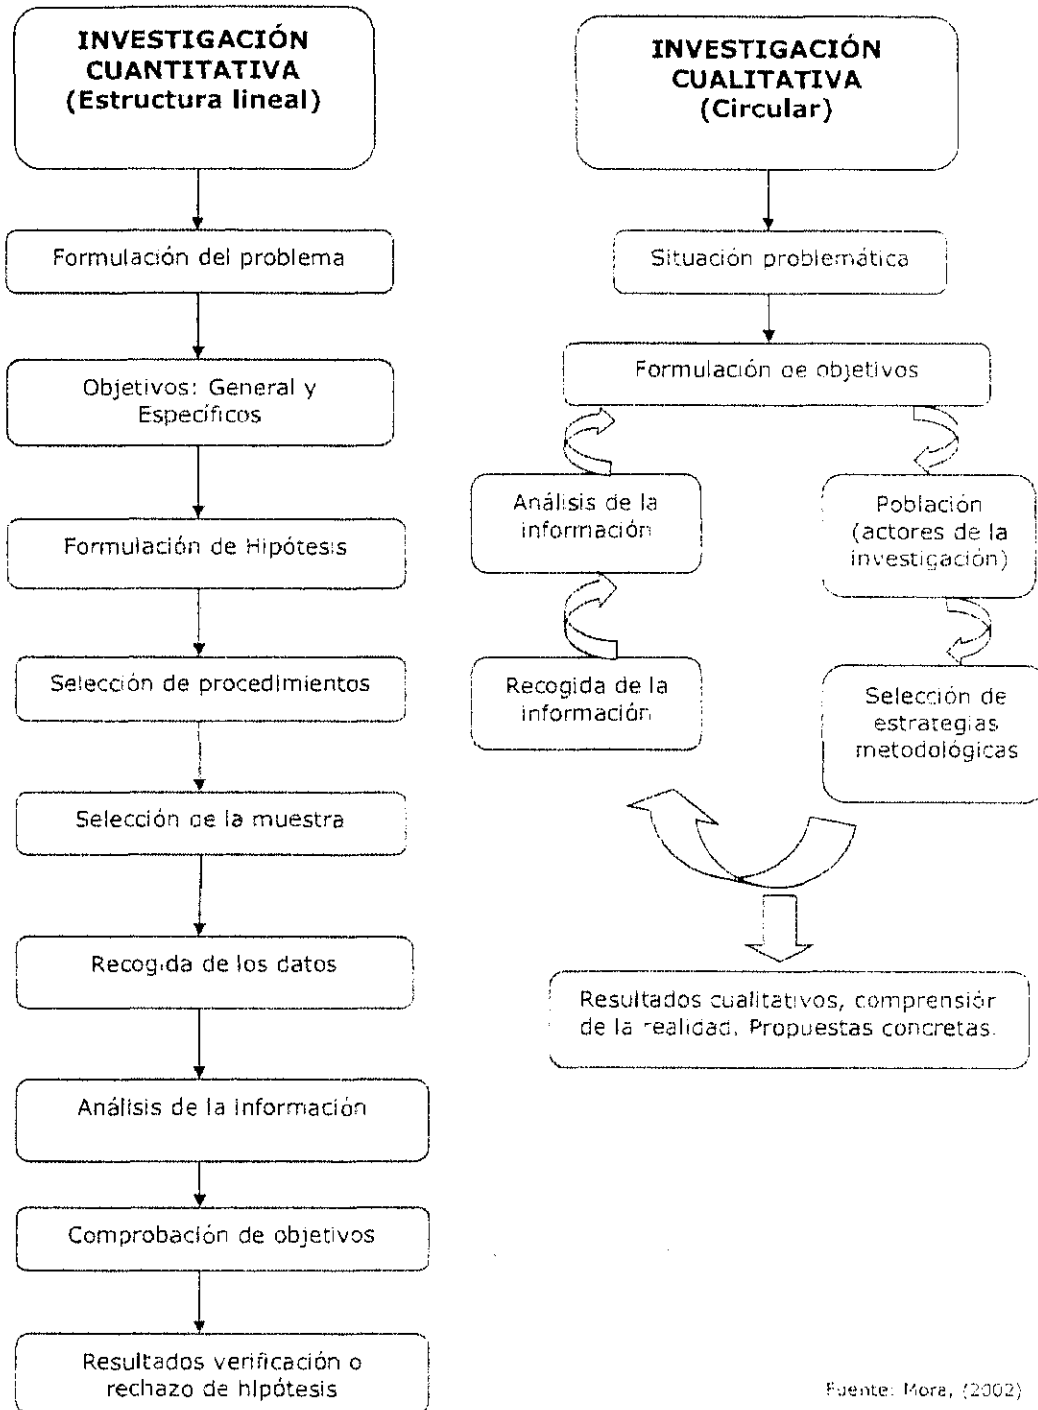 INVESTIGACIÓN
CUANTITATIVA
(Estructura lineal)
Formulación del problema
Objetivos: General y
Específicos
Formulación de Hipótesis
Selección de procedimientos
Selección de la muestra
Recogida de los datos
Análisis de la información
Comprobación de objetivos
Resultados verificación o
rechazo de hipótesis
INVESTIGACIÓN
CUALITATIVA
(Circular)
Situación problemática
Formulación de objetivos
Análisis de la
información
Población
(actores de la
investigación)
Recogida de la
información
Selección de
estrategias
metodológicas
Resultados cualitativos, comprensión
de la realidad. Propuestas concretas.
Fuente: Mora, (2002)